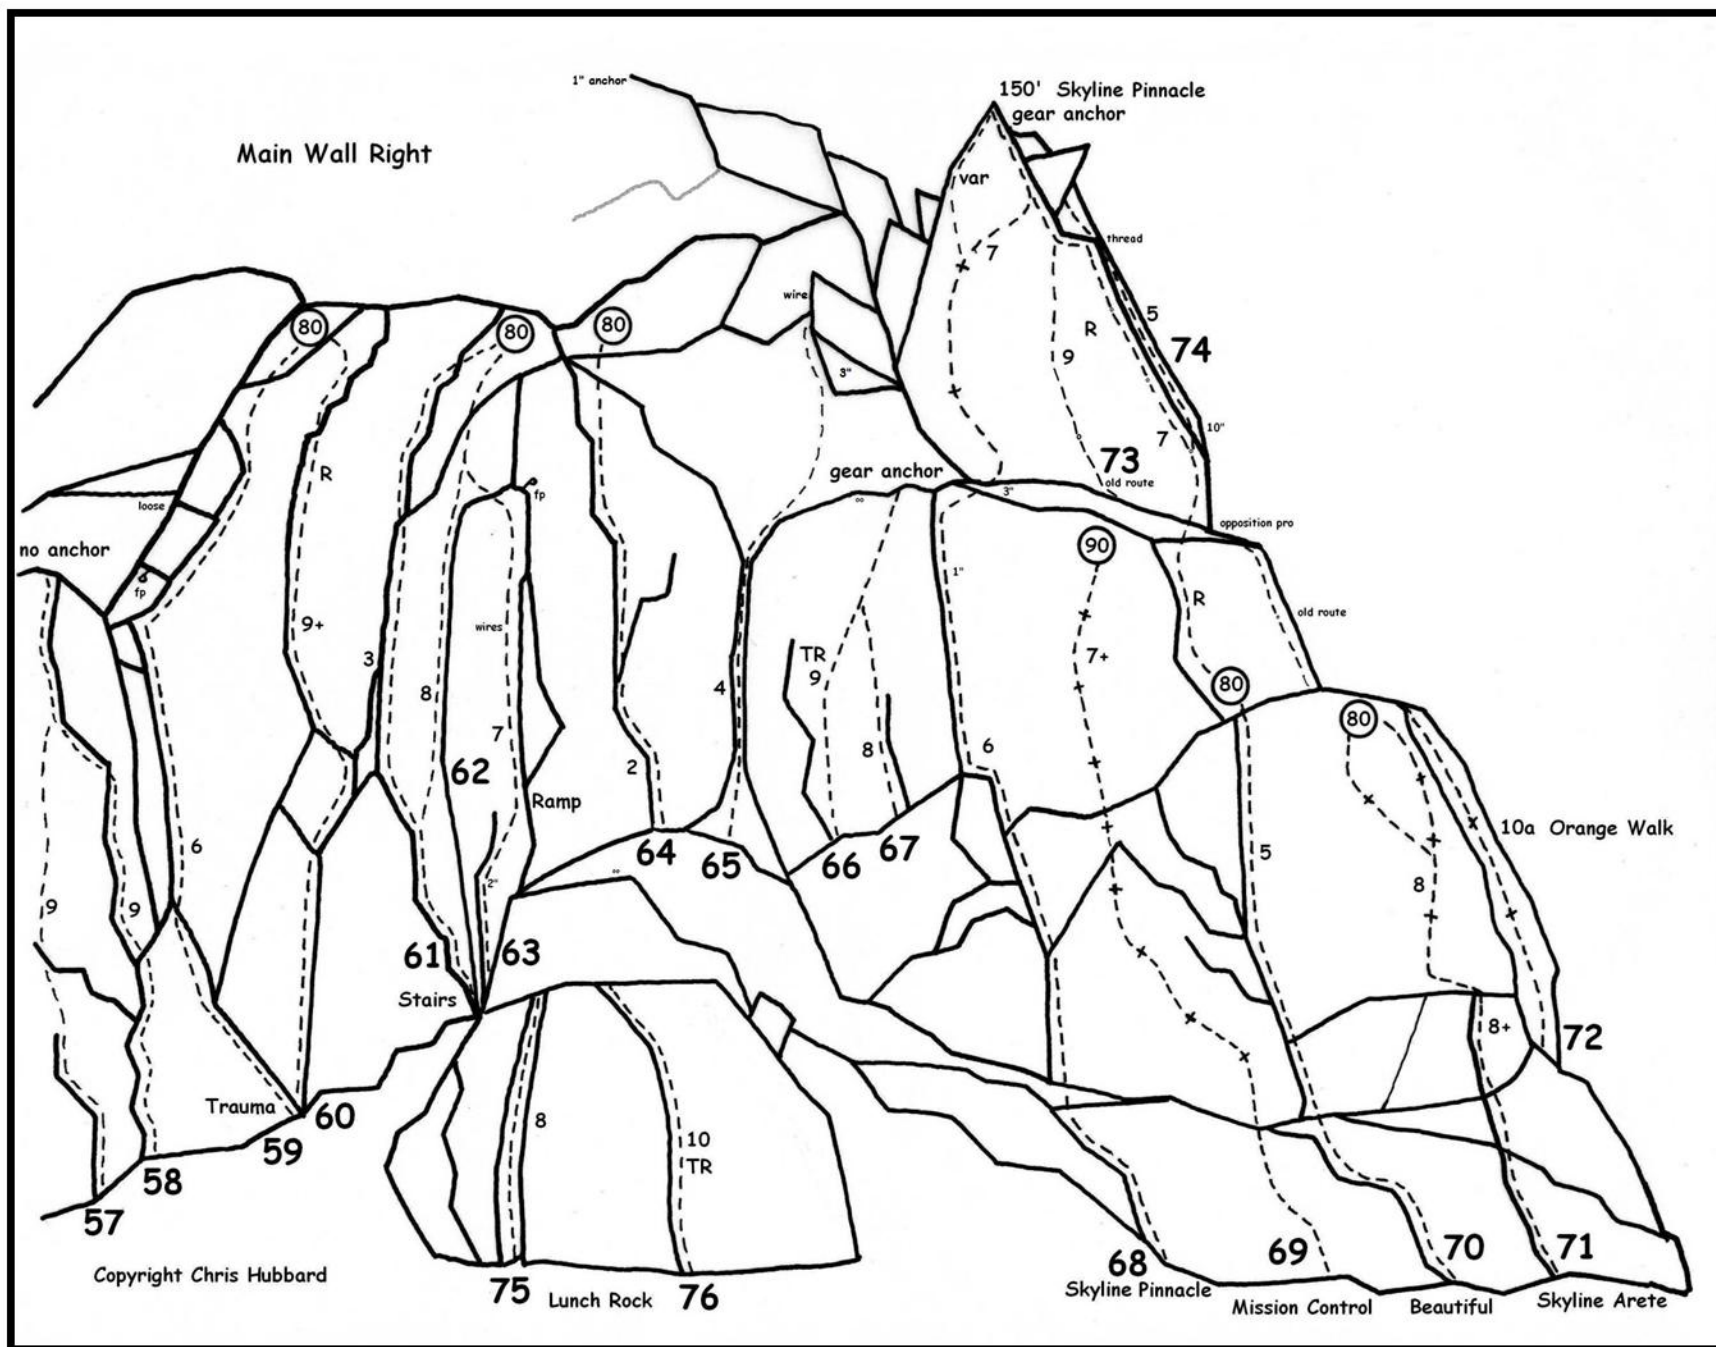 1" anchor
150' Skyline Pinnacle
gear anchor
Main Wall Right
var
7
thread
wire
5
R
74
80
80
80
9
3"
10"
7
73
old route
gear anchor
3"
R
fp
loose
opposition pro
no anchor
90
fp
1"
R
old route
9+
wires
TR
9
7+
3
8
4
80
80
7
8
6
62
2
Ramp
10a Orange Walk
6
64
65
66
67
5
2"
8
9
9
61
63
Stairs
8+
72
Trauma
60
59
8
10
TR
58
57
68
69
70
71
Copyright Chris Hubbard
75
Lunch Rock
76
Skyline Pinnacle
Mission Control
Beautiful
Skyline Arete